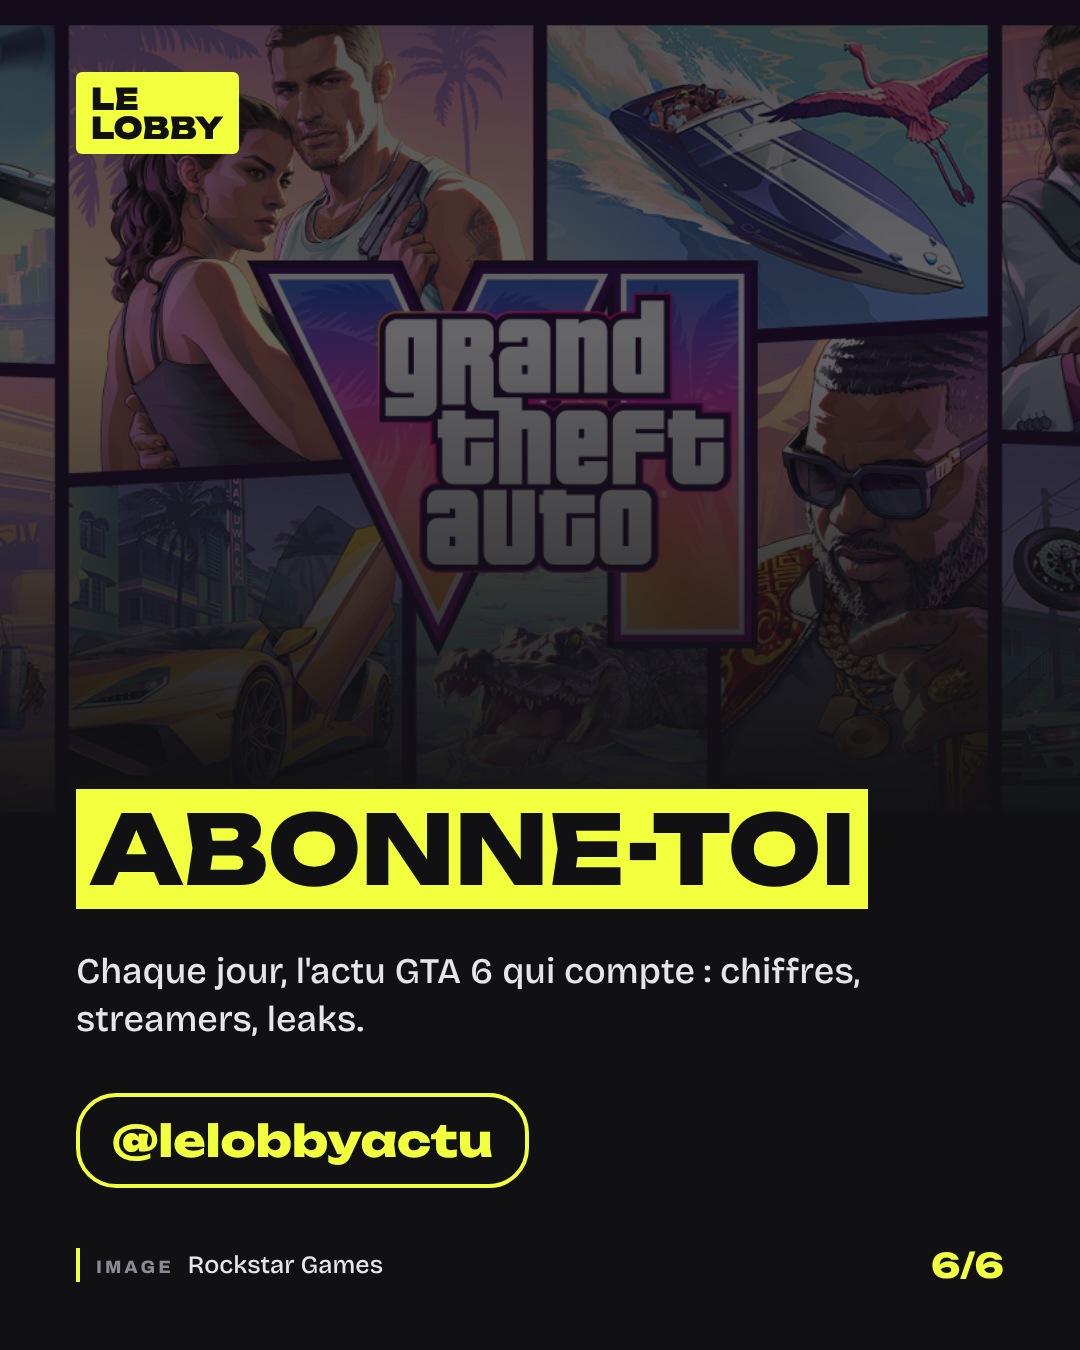 LE
LOBBY
grand
theft
auto
VI
ABONNE-TOI
Chaque jour, l'actu GTA 6 qui compte : chiffres,
streamers, leaks.
@lelobbyactu
IMAGE Rockstar Games
6/6